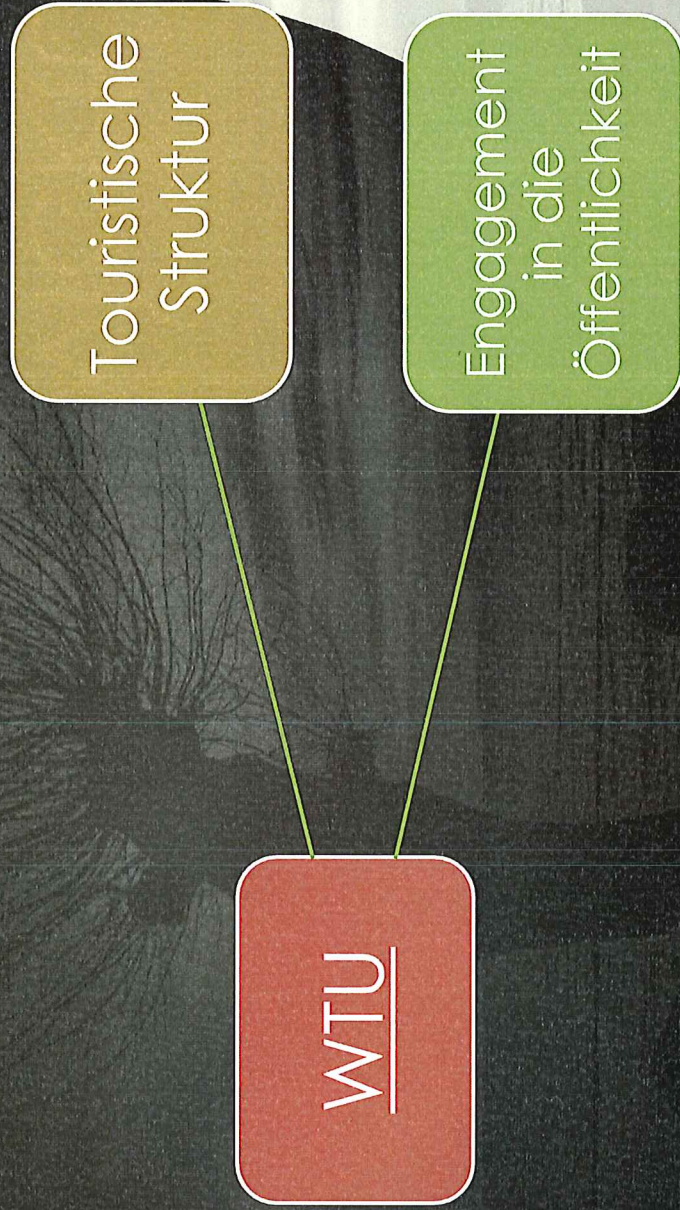 WTU
Touristische
Struktur
Engagement
in die
Öffentlichkeit